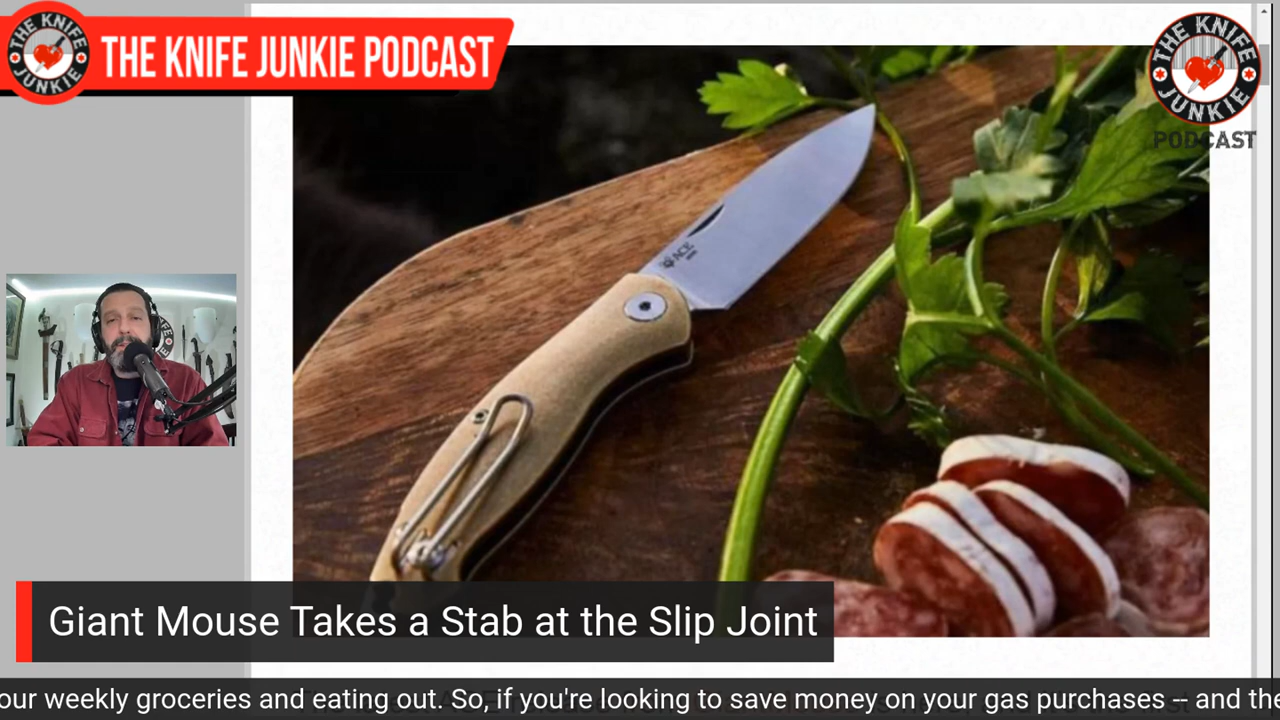 THE KNIFE JUNKIE
THE KNIFE JUNKIE PODCAST
THE KNIFE JUNKIE
PODCAST
ACE
Giant Mouse Takes a Stab at the Slip Joint
our weekly groceries and eating out. So, if you're looking to save money on your gas purchases -- and the